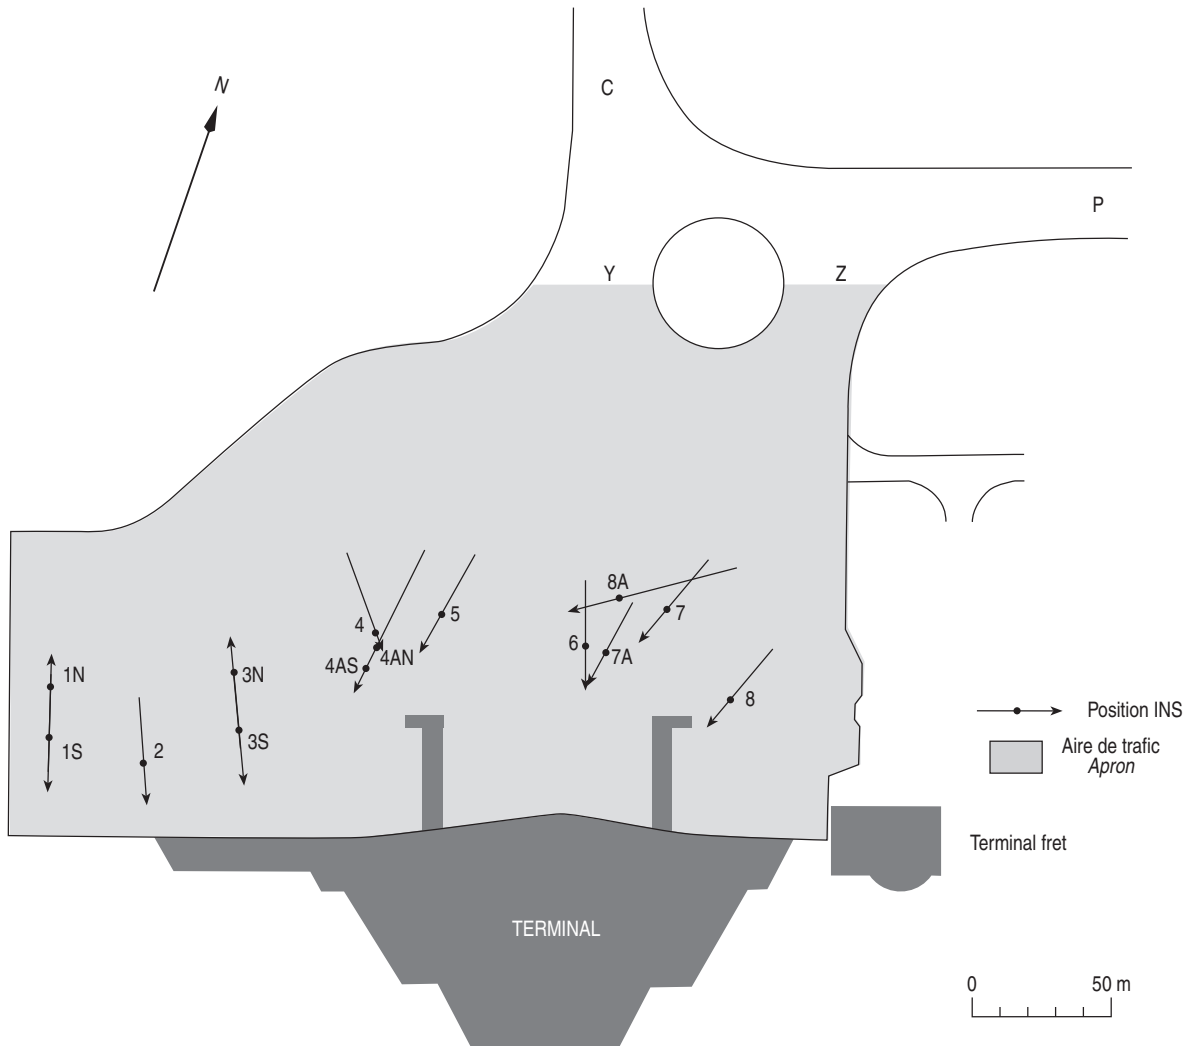 N
C
P
Y
Z
8A
4
5
7
6
7A
4AS
4AN
1N
3N
8
1S
2
3S
Position INS
Aire de trafic
Apron
Terminal fret
TERMINAL
0
50 m